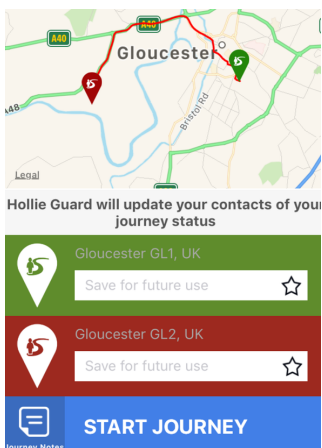 A40
A40
Gloucester
A48
Bristol Rd
Legal
Hollie Guard will update your contacts of your
journey status
Gloucester GL1, UK
Save for future use
Gloucester GL2, UK
Save for future use
START JOURNEY
Journey Notes